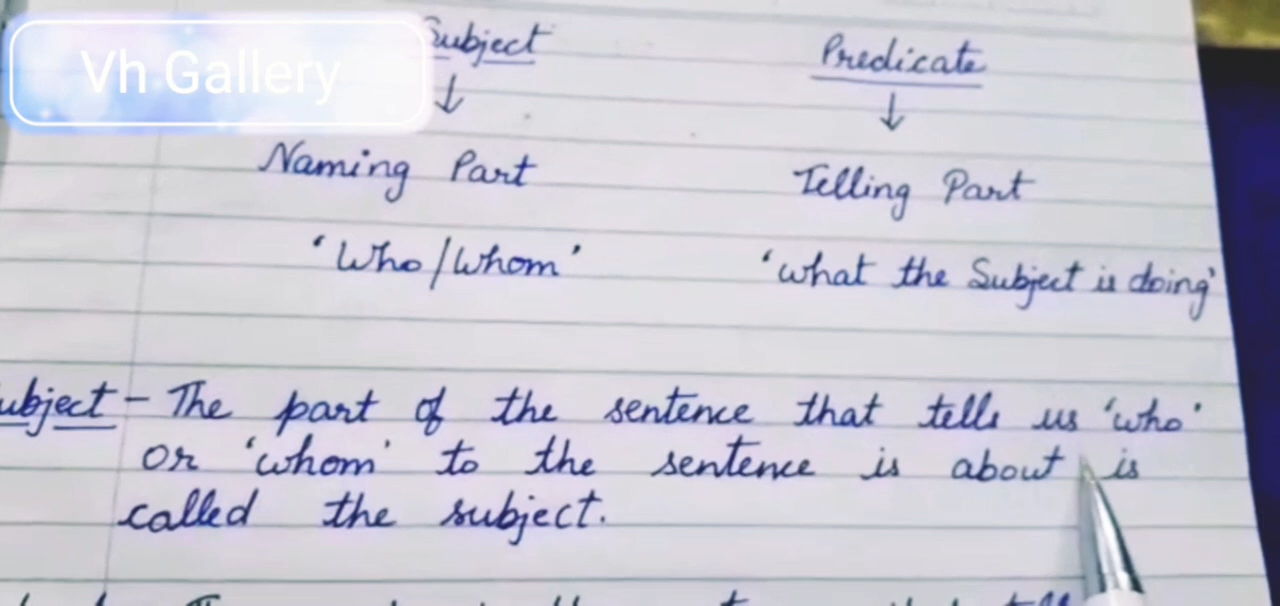 Vh Gallery
Subject Predicate
↓ ↓
Naming Part Telling Part
'Who/Whom' 'what the Subject is doing'
ubject - The part of the sentence that tells us 'who'
or 'whom' to the sentence is about is
called the subject.